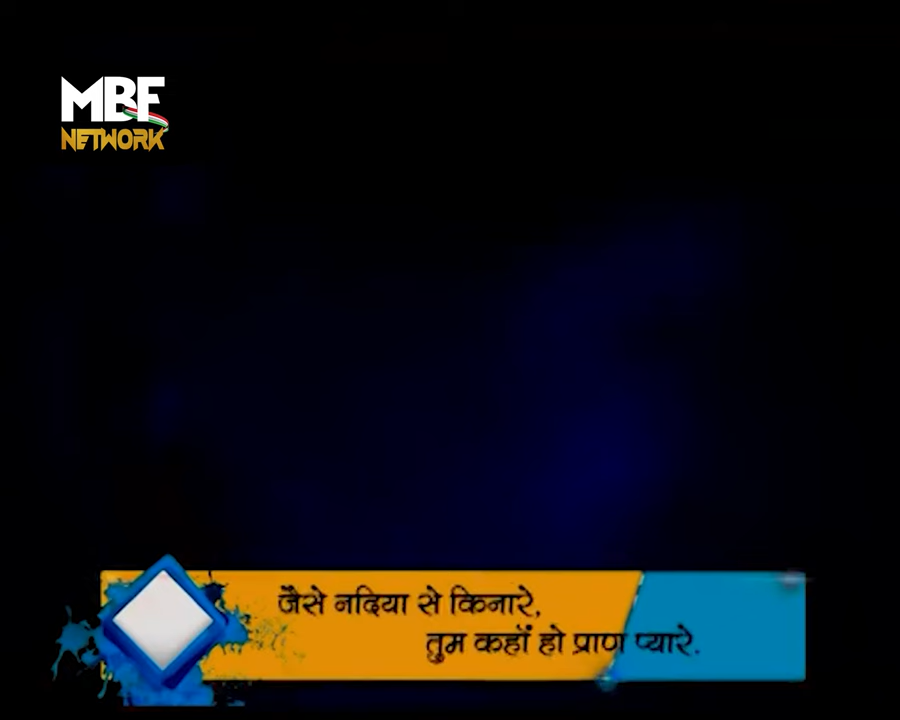 MBF
NETWORK
जैसे नदिया से किनारे,
तुम कहाँ हो प्राण प्यारे.